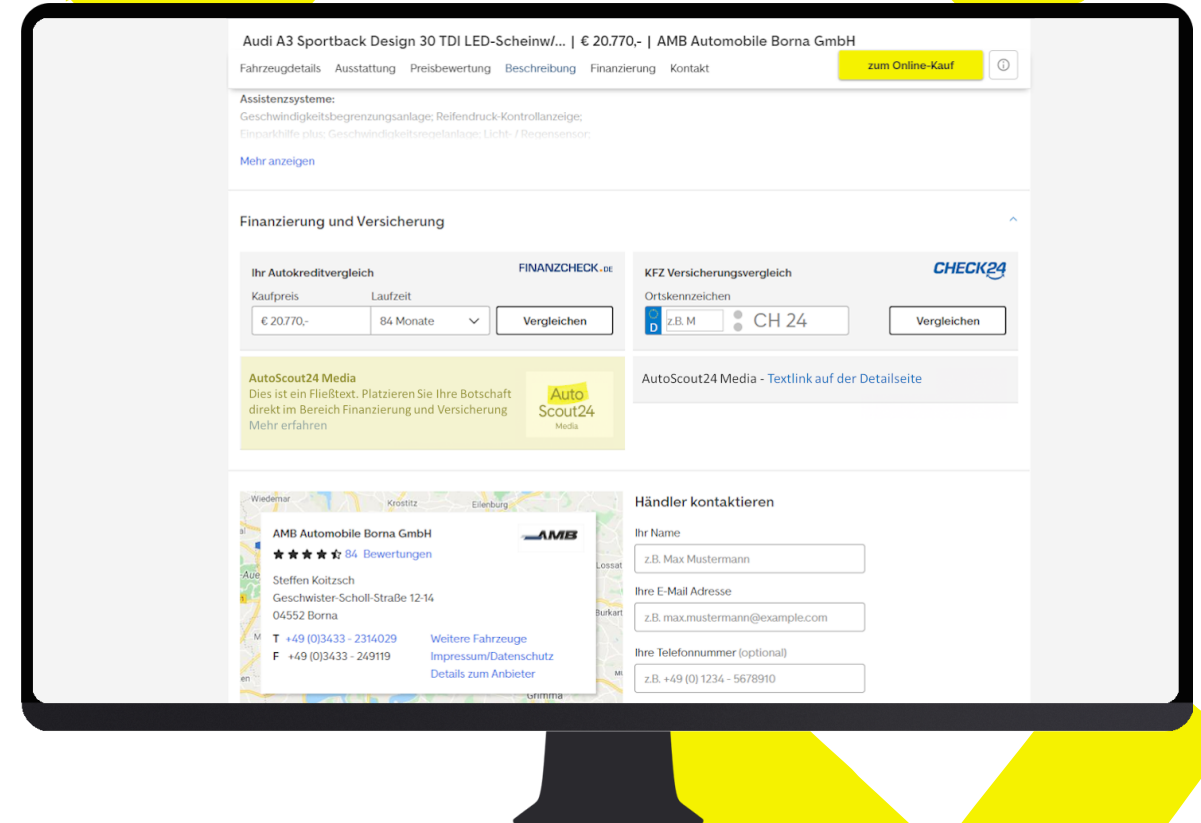 Audi A3 Sportback Design 30 TDI LED-Scheinw/... | € 20.770,- | AMB Automobile Borna GmbH
Fahrzeugdetails Ausstattung Preisbewertung Beschreibung Finanzierung Kontakt
zum Online-Kauf
Assistenzsysteme:
Geschwindigkeitsbegrenzungsanlage; Reifendruck-Kontrollanzeige;
Einparkhilfe plus; Geschwindigkeitsregelanlage; Licht- / Regensensor;
Mehr anzeigen
Finanzierung und Versicherung
Ihr Autokreditvergleich
FINANZCHECK.DE
Kaufpreis Laufzeit
€ 20.770,- 84 Monate Vergleichen
KFZ Versicherungsvergleich
CHECK24
Ortskennzeichen
D z.B. M CH 24 Vergleichen
AutoScout24 Media
Dies ist ein Fließtext. Platzieren Sie Ihre Botschaft
direkt im Bereich Finanzierung und Versicherung
Mehr erfahren
Auto
Scout24
Media
AutoScout24 Media - Textlink auf der Detailseite
Wiedemar
Krostitz
Eilenburg
AMB Automobile Borna GmbH
AMB
84 Bewertungen
Lossat
Steffen Koitzsch
Geschwister-Scholl-Straße 12-14
04552 Borna
Burkart
T +49 (0)3433 - 2314029
F +49 (0)3433 - 249119
Weitere Fahrzeuge
Impressum/Datenschutz
Details zum Anbieter
Grimma
Händler kontaktieren
Ihr Name
z.B. Max Mustermann
Ihre E-Mail Adresse
z.B. max.mustermann@example.com
Ihre Telefonnummer (optional)
z.B. +49 (0) 1234 - 5678910